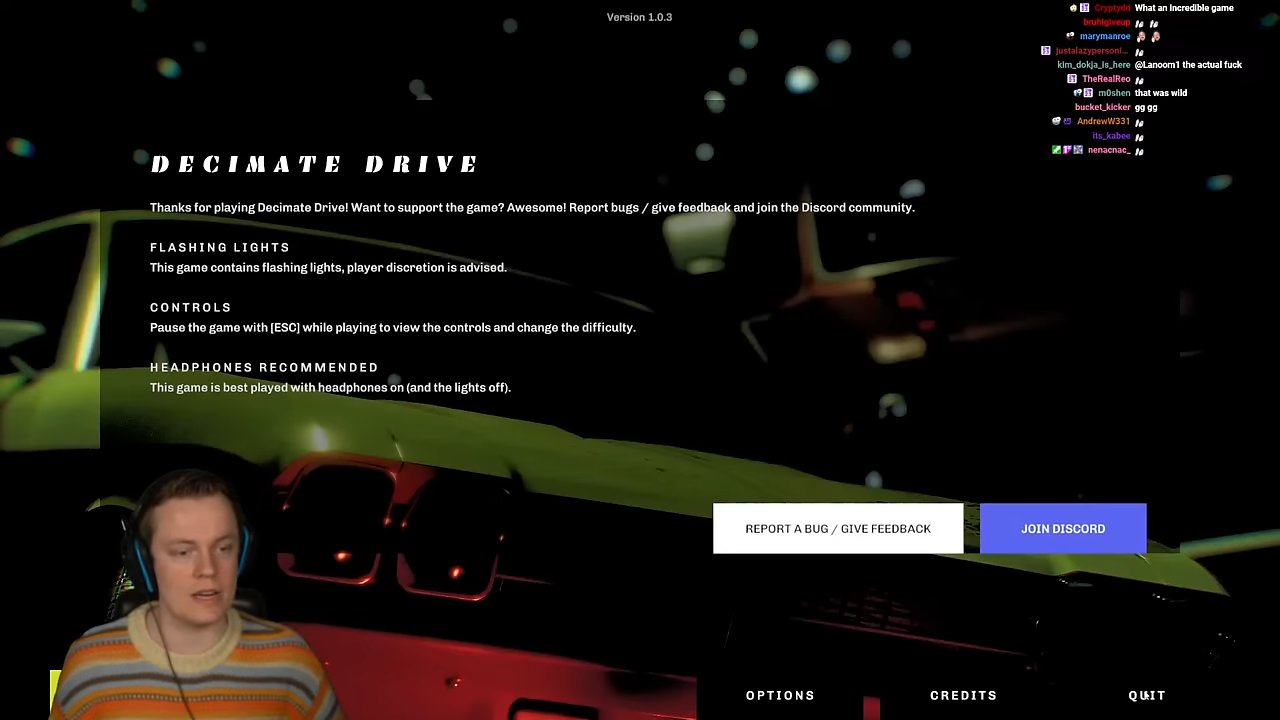 Version 1.0.3
Cryptydd What an incredible game
bruhigiveup
marymanroe
justalazypersoni...
kim_dokja_is_here @Lanoom1 the actual fuck
TheRealReo
m0shen that was wild
bucket_kicker gg gg
AndrewW331
its_kabee
nenacnac_
DECIMATE DRIVE
Thanks for playing Decimate Drive! Want to support the game? Awesome! Report bugs / give feedback and join the Discord community.
FLASHING LIGHTS
This game contains flashing lights, player discretion is advised.
CONTROLS
Pause the game with [ESC] while playing to view the controls and change the difficulty.
HEADPHONES RECOMMENDED
This game is best played with headphones on (and the lights off).
REPORT A BUG / GIVE FEEDBACK
JOIN DISCORD
OPTIONS
CREDITS
QUIT